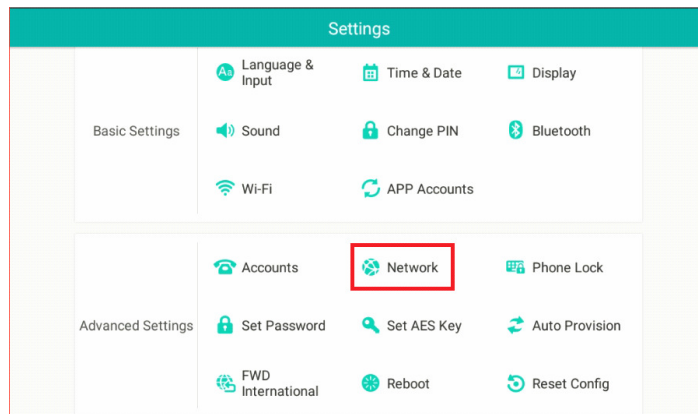 Settings
Aa Language &
Input
Time & Date
Display
Basic Settings
Sound
Change PIN
Bluetooth
Wi-Fi
APP Accounts
Accounts
Network
Phone Lock
Advanced Settings
Set Password
Set AES Key
Auto Provision
FWD
International
Reboot
Reset Config